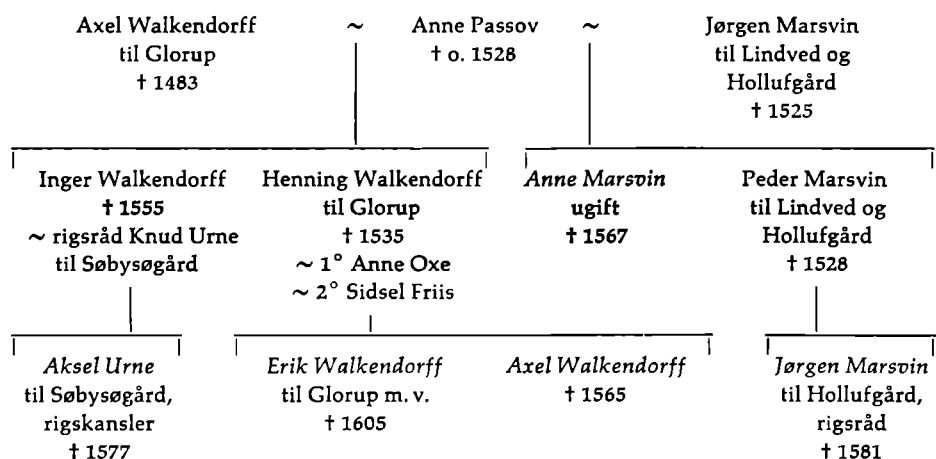 Axel Walkendorff ~ Anne Passov ~ Jørgen Marsvin
til Glorup † o. 1528 til Lindved og
† 1483 Hollufgård
† 1525
Inger Walkendorff Henning Walkendorff Anne Marsvin Peder Marsvin
† 1555 til Glorup ugift til Lindved og
~ rigsråd Knud Urne † 1535 † 1567 Hollufgård
til Søbysøgård ~ 1° Anne Oxe † 1528
~ 2° Sidsel Friis
Aksel Urne Erik Walkendorff Axel Walkendorff Jørgen Marsvin
til Søbysøgård, til Glorup m. v. † 1565 til Hollufgård,
rigskansler † 1605 rigsråd
† 1577 † 1581